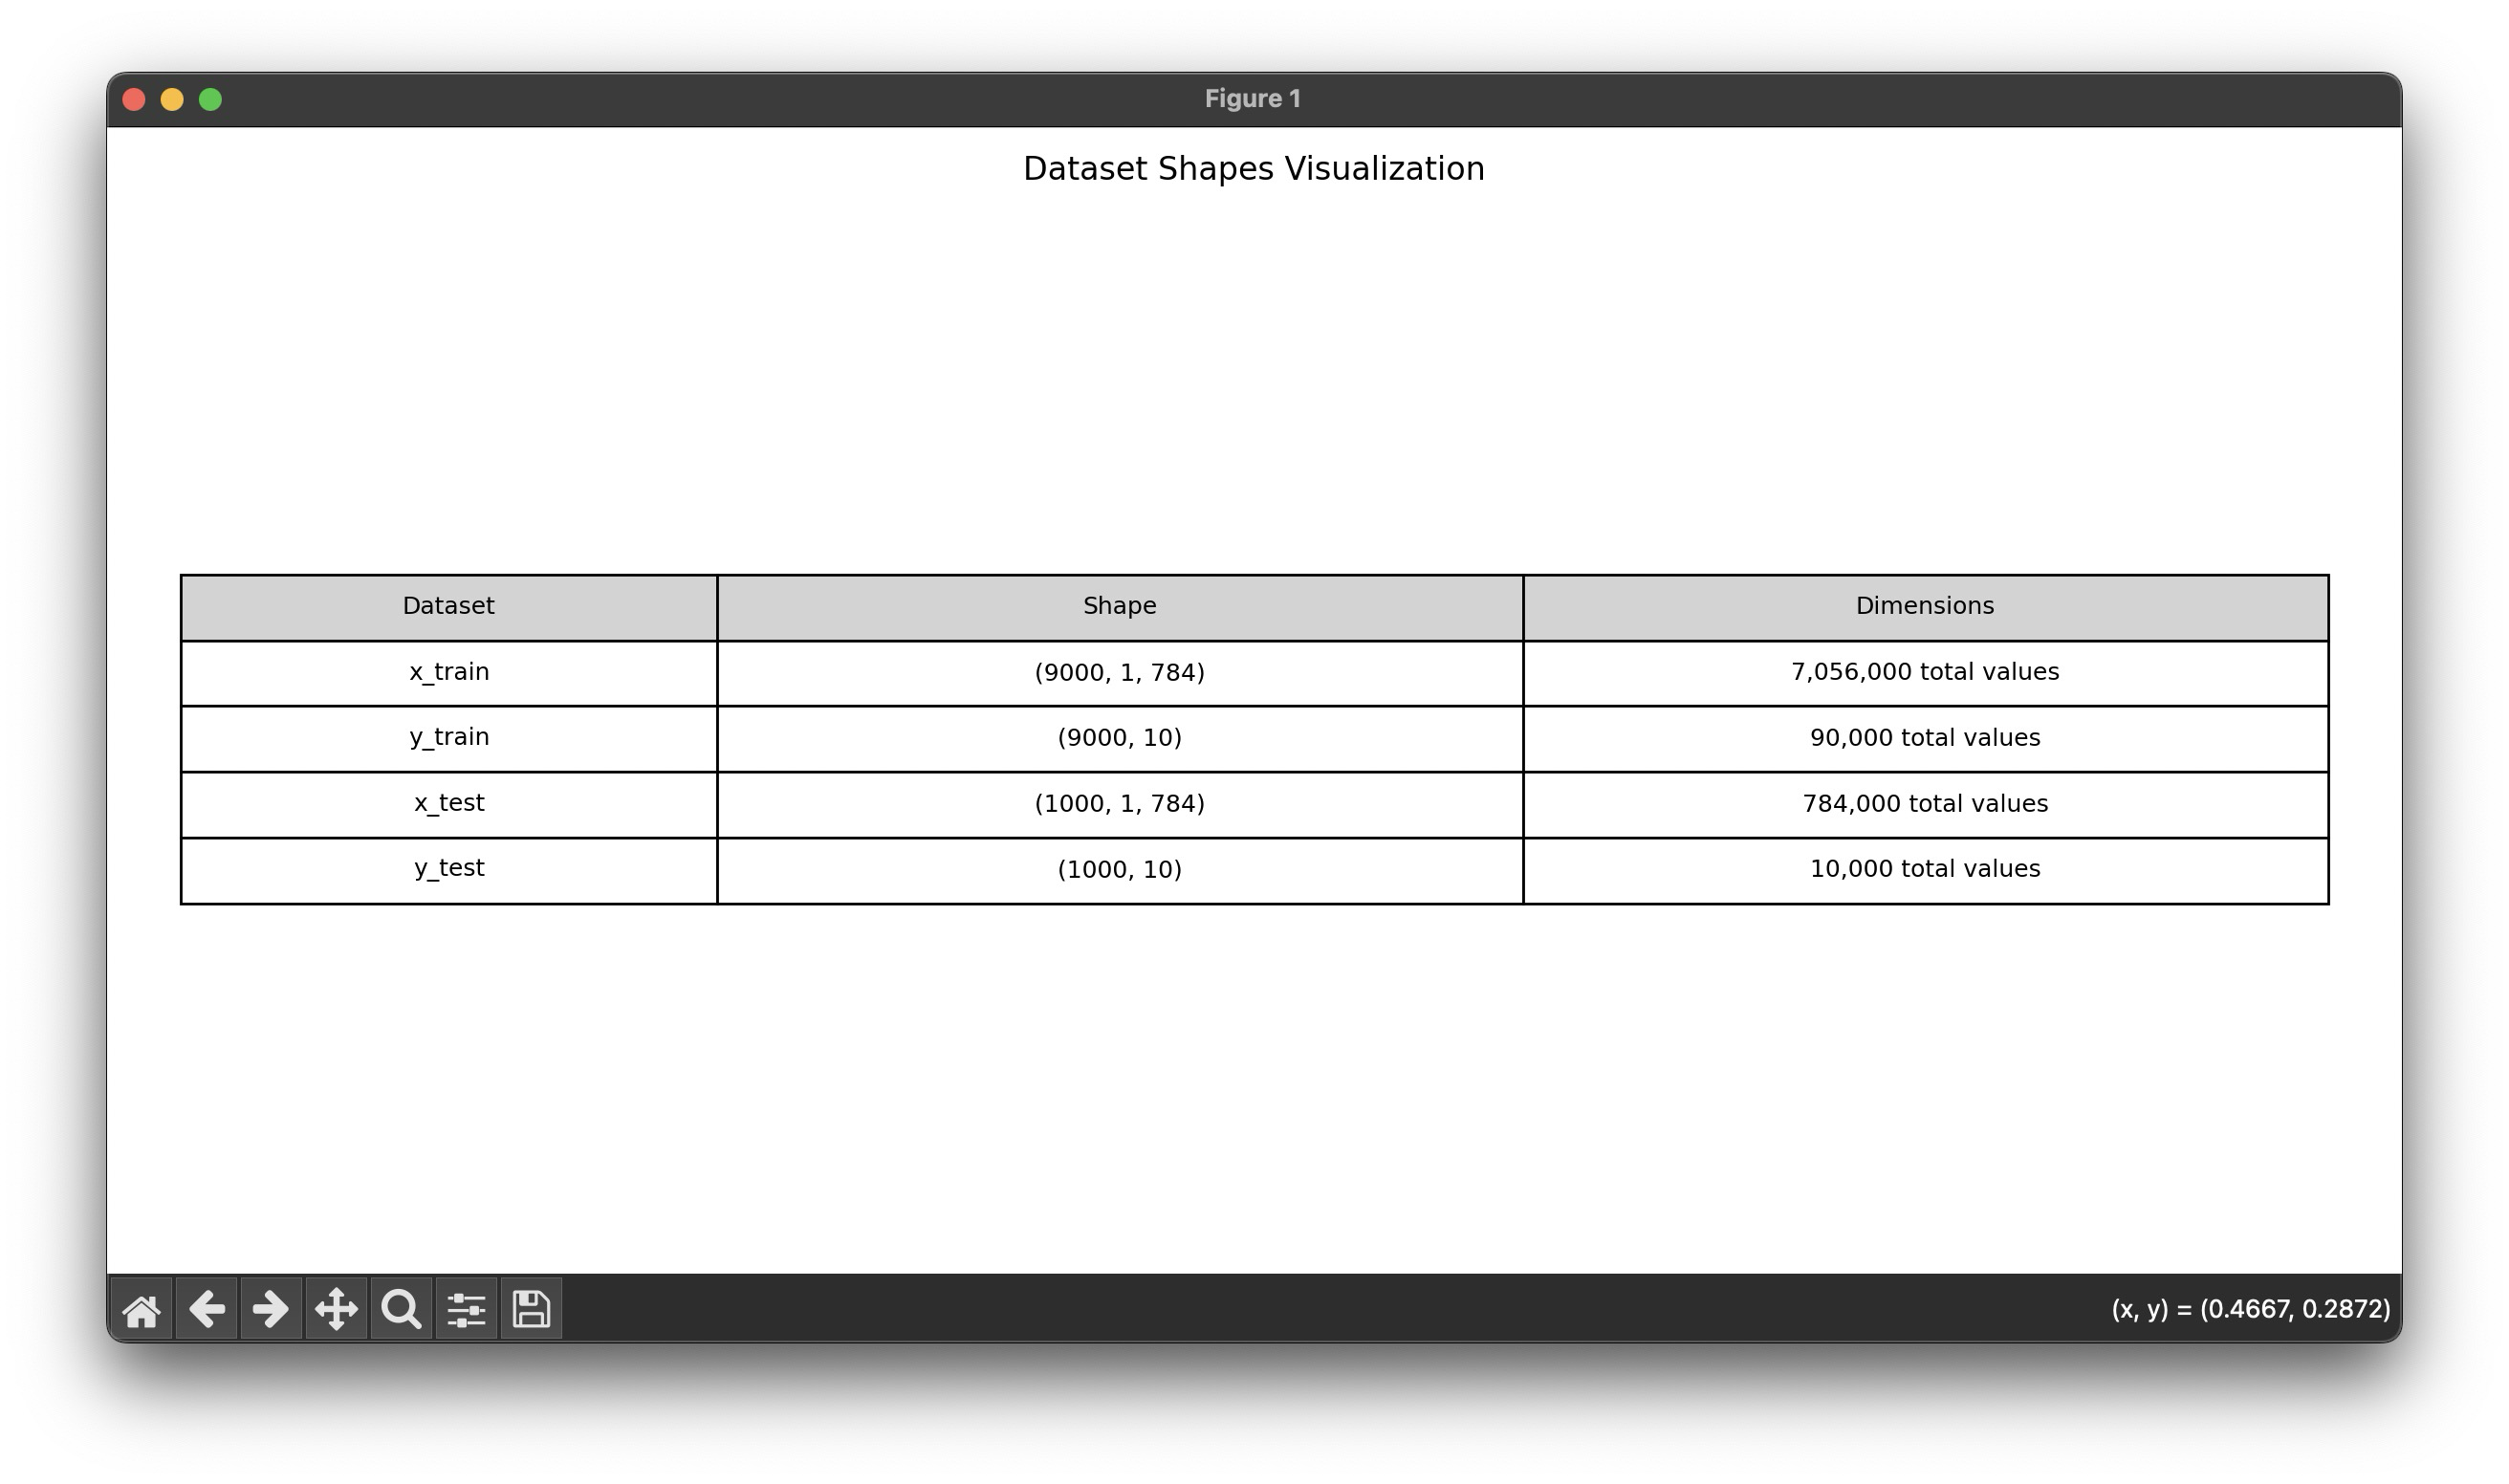 Figure 1
Dataset Shapes Visualization
Dataset Shape Dimensions
x_train (9000, 1, 784) 7,056,000 total values
y_train (9000, 10) 90,000 total values
x_test (1000, 1, 784) 784,000 total values
y_test (1000, 10) 10,000 total values
(x, y) = (0.4667, 0.2872)